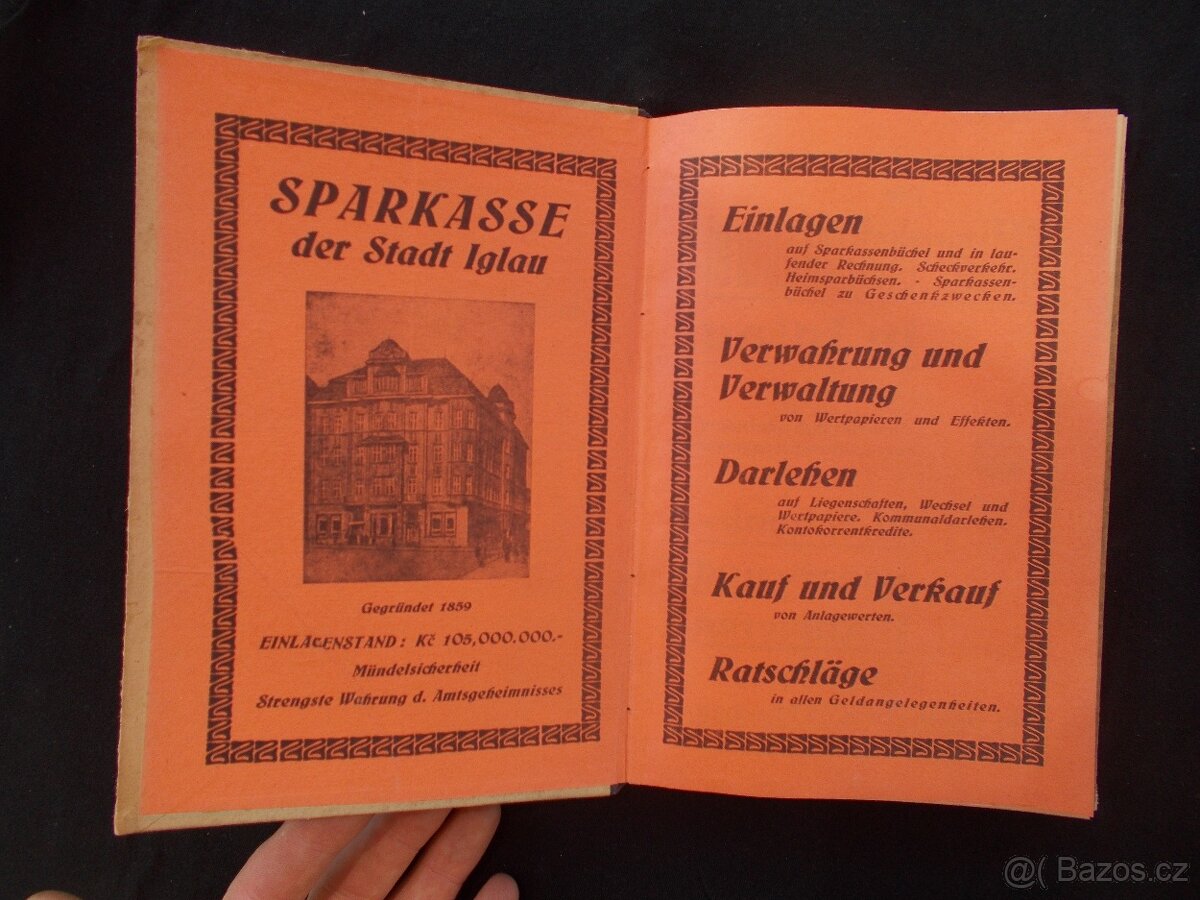 SPARKASSE
der Stadt Iglau
Gegründet 1859
EINLAGENSTAND: Kč 105,000.000.-
Mündelsicherheit
Strengste Wahrung d. Amtsgeheimnisses
Einlagen
auf Sparkassenbüchel und in lau-
fender Rechnung. Scheckverkehr.
Heimsparbüchsen. - Sparkassen-
büchel zu Geschenkzwecken.
Verwahrung und
Verwaltung
von Wertpapieren und Effekten.
Darlehen
auf Liegenschaften, Wechsel und
Wertpapiere. Kommunaldarlehen.
Kontokorrentkredite.
Kauf und Verkauf
von Anlagewerten.
Ratschläge
in allen Geldangelegenheiten.
@( Bazos.cz